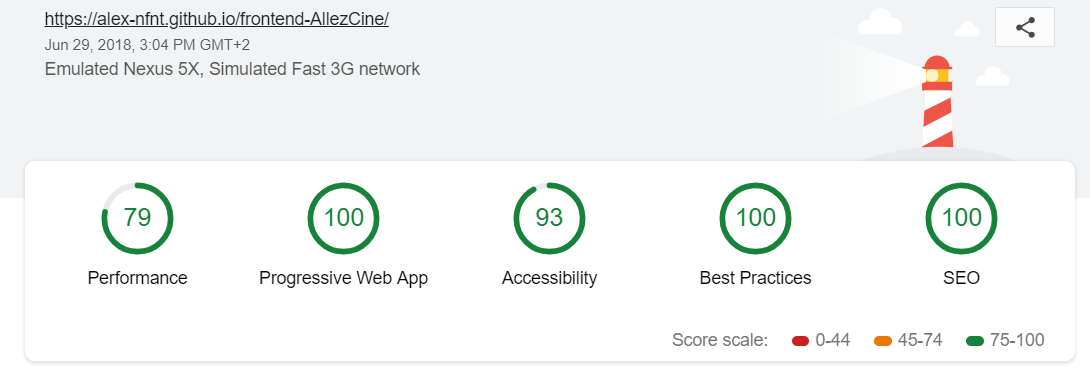 https://alex-nfnt.github.io/frontend-AllezCine/
Jun 29, 2018, 3:04 PM GMT+2
Emulated Nexus 5X, Simulated Fast 3G network
79 100 93 100 100
Performance Progressive Web App Accessibility Best Practices SEO
Score scale: 0-44 45-74 75-100